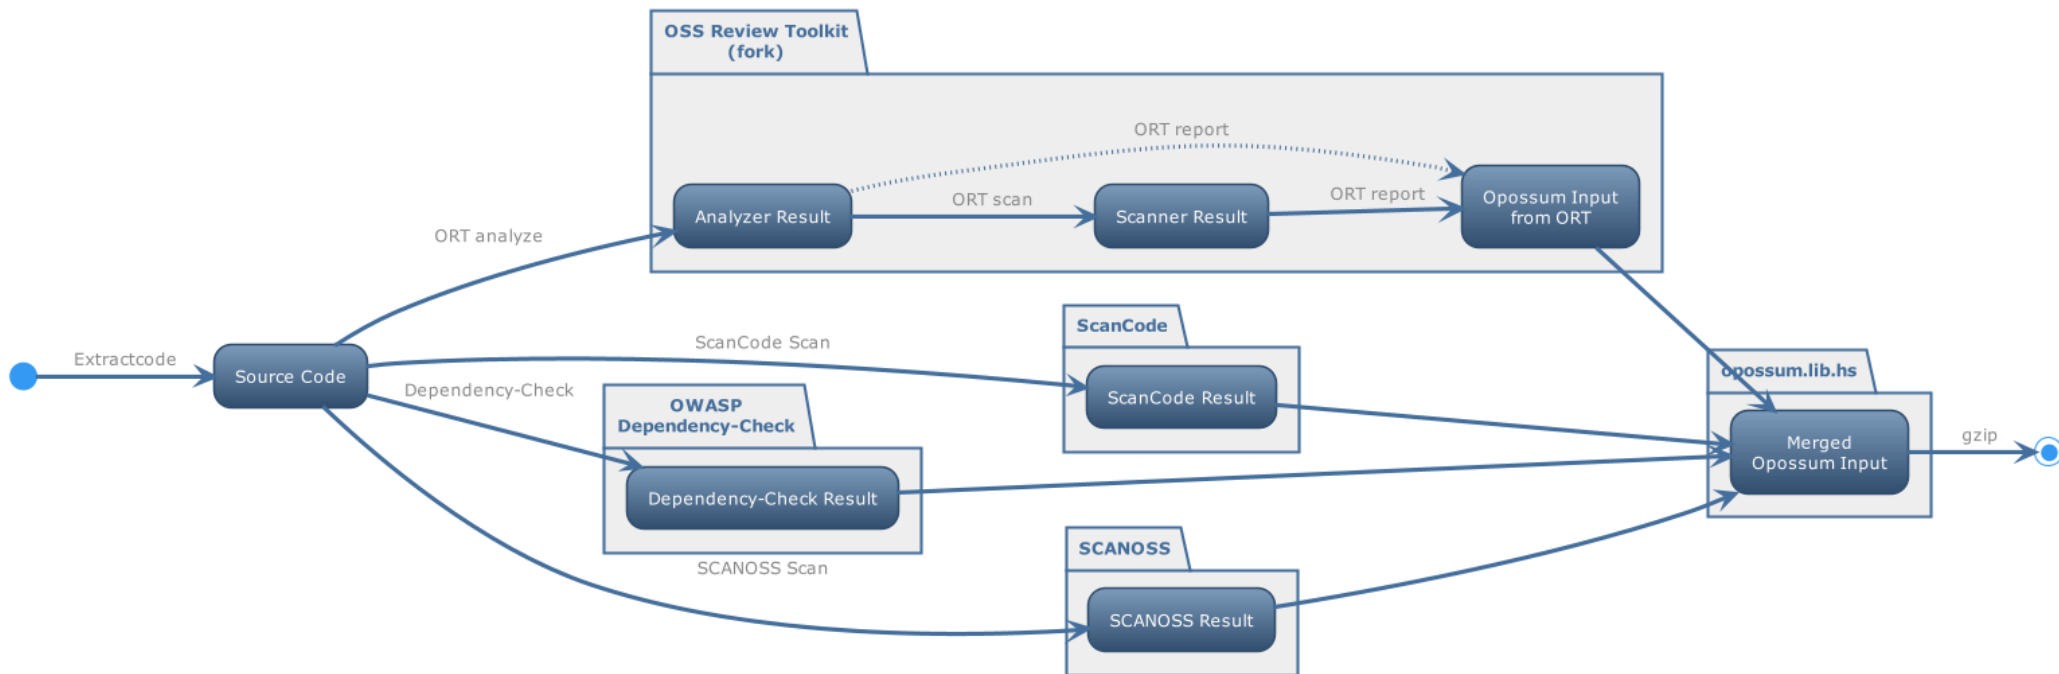 OSS Review Toolkit
(fork)
ORT report
Analyzer Result
ORT scan
Scanner Result
ORT report
Opossum Input
from ORT
ORT analyze
Extractcode
Source Code
ScanCode Scan
ScanCode
ScanCode Result
Dependency-Check
OWASP
Dependency-Check
Dependency-Check Result
SCANOSS Scan
SCANOSS
SCANOSS Result
opossum.lib.hs
Merged
Opossum Input
gzip